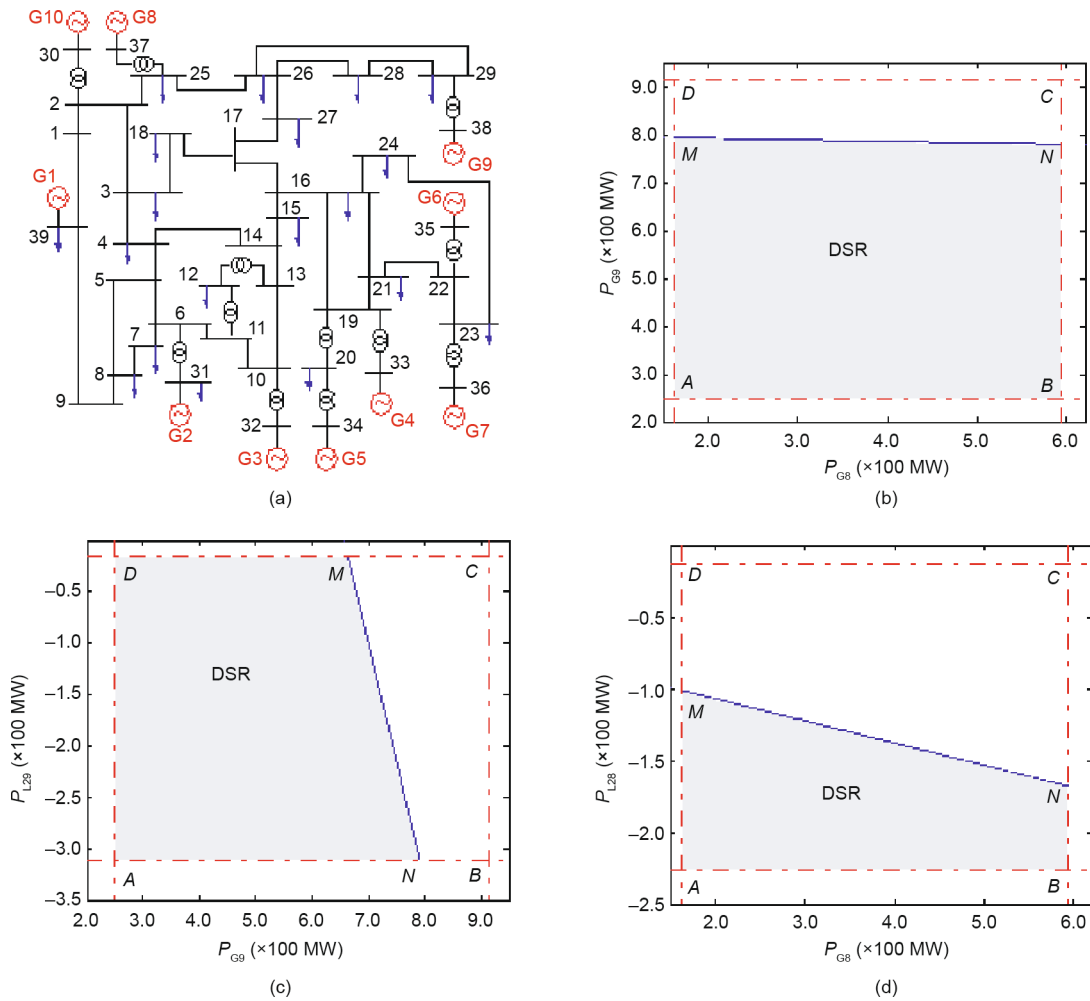 G10 G8
30 37
25 26 28 29
2
17
1 18 27 24 38
G9
G1 3 16 G6
39 15 35
4 14
5 12 13 21 22
6 19
7 11 23
8 31 10 20 33 36
9
G2 32 34 G4 G7
G3 G5
(a)
P_G9 (×100 MW)
9.0
8.0
7.0
6.0
5.0
4.0
3.0
2.0
D C
M N
DSR
A B
2.0 3.0 4.0 5.0 6.0
P_G8 (×100 MW)
(b)
P_L29 (×100 MW)
–0.5
–1.0
–1.5
–2.0
–2.5
–3.0
–3.5
D M C
DSR
A N B
2.0 3.0 4.0 5.0 6.0 7.0 8.0 9.0
P_G9 (×100 MW)
(c)
P_L28 (×100 MW)
–0.5
–1.0
–1.5
–2.0
–2.5
D C
M
N
DSR
A B
2.0 3.0 4.0 5.0 6.0
P_G8 (×100 MW)
(d)